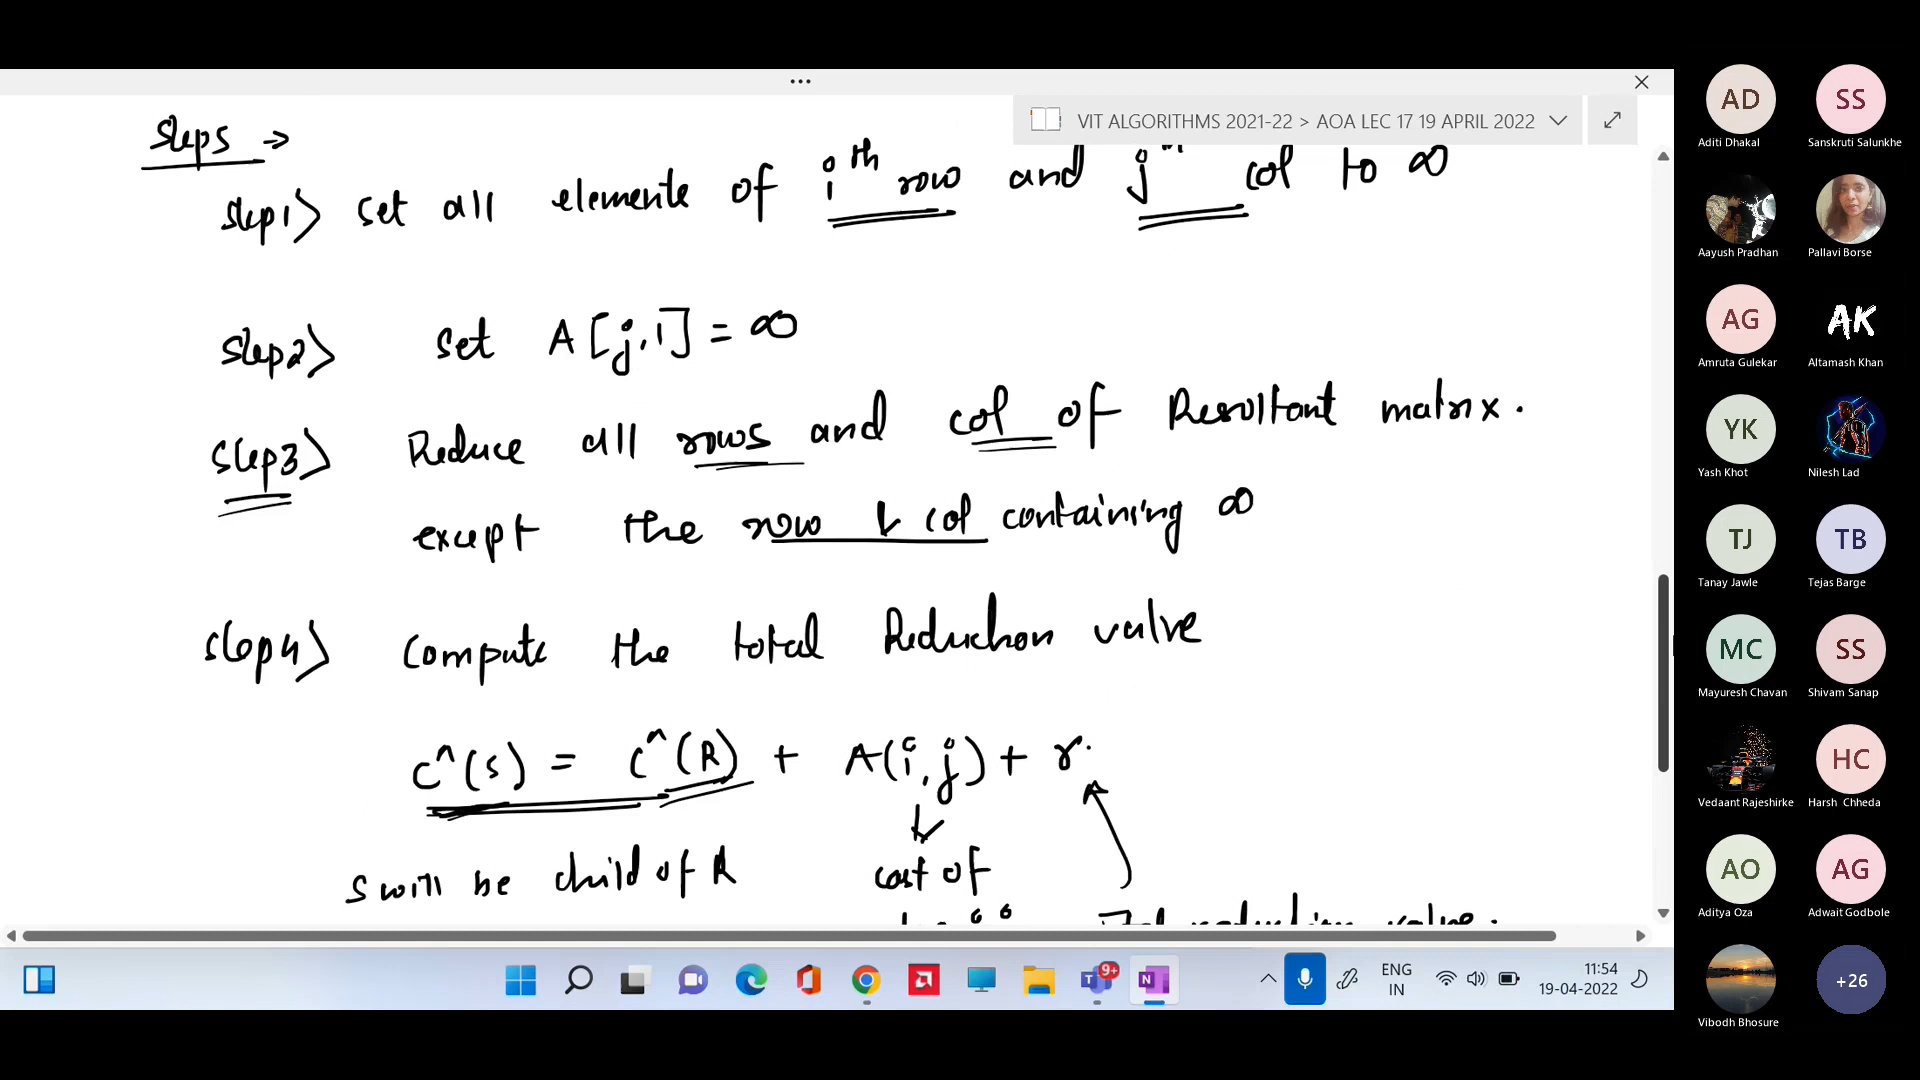 VIT ALGORITHMS 2021-22 > AOA LEC 17 19 APRIL 2022
Steps →
Step1> Set all elements of ith row and jth col to ∞
Step2> Set A[j,1] = ∞
Step3> Reduce all rows and col of Resultant matrix.
except the row & col containing ∞
Step4> Compute the total Reduction value
c^(s) = c^(R) + A(i,j) + r.
s will be child of R
cost of
reduction value.
AD
Aditi Dhakal
SS
Sanskruti Salunkhe
Aayush Pradhan
Pallavi Borse
AG
Amruta Gulekar
AK
Altamash Khan
YK
Yash Khot
Nilesh Lad
TJ
Tanay Jawle
TB
Tejas Barge
MC
Mayuresh Chavan
SS
Shivam Sanap
Vedaant Rajeshirke
HC
Harsh Chheda
AO
Aditya Oza
AG
Adwait Godbole
Vibodh Bhosure
+26
9+
ENG
IN
11:54
19-04-2022